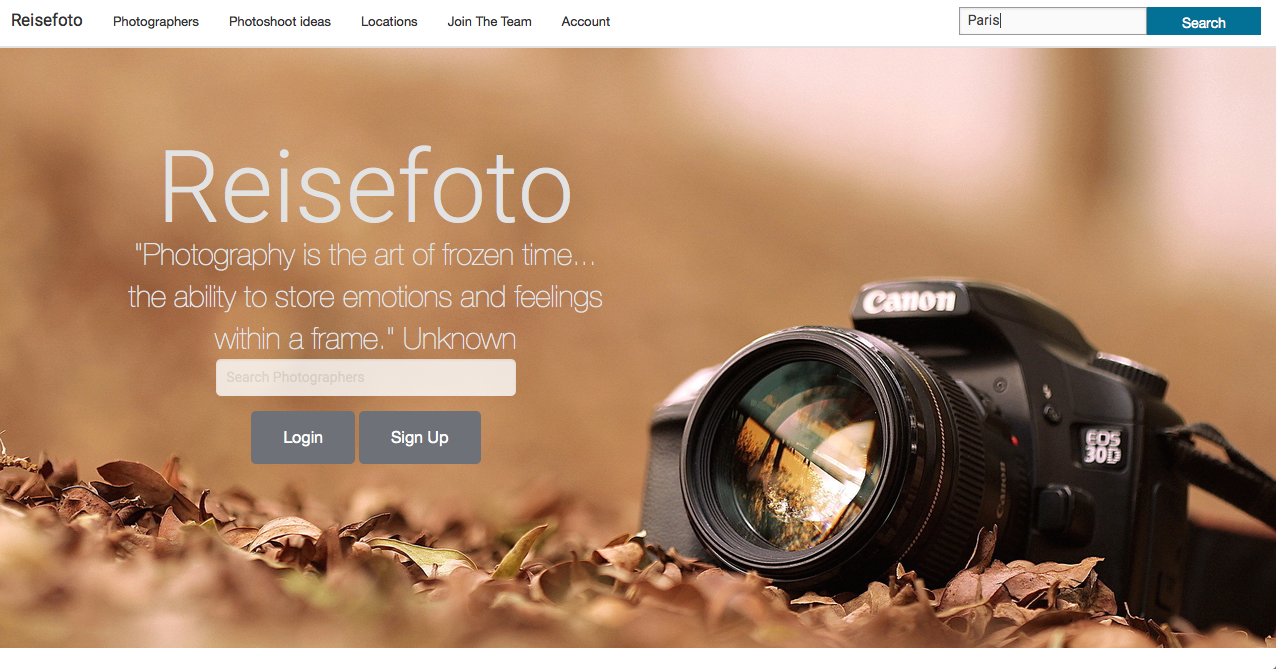 Reisefoto Photographers Photoshoot ideas Locations Join The Team Account Paris Search
Reisefoto
"Photography is the art of frozen time...
the ability to store emotions and feelings
within a frame." Unknown
Search Photographers
Login Sign Up
Canon
EOS
30D
Canon